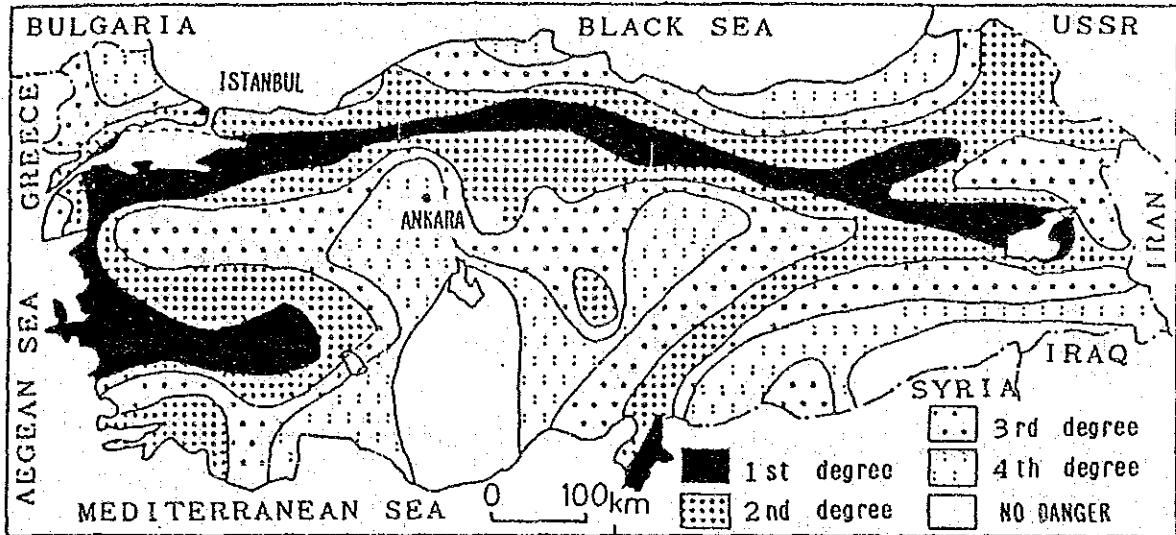 BULGARIA
BLACK SEA
USSR
ISTANBUL
GREECE
ANKARA
IRAN
AEGEAN SEA
IRAQ
SYRIA
3rd degree
1st degree
4th degree
0 100km
MEDITERRANEAN SEA
2nd degree
NO DANGER